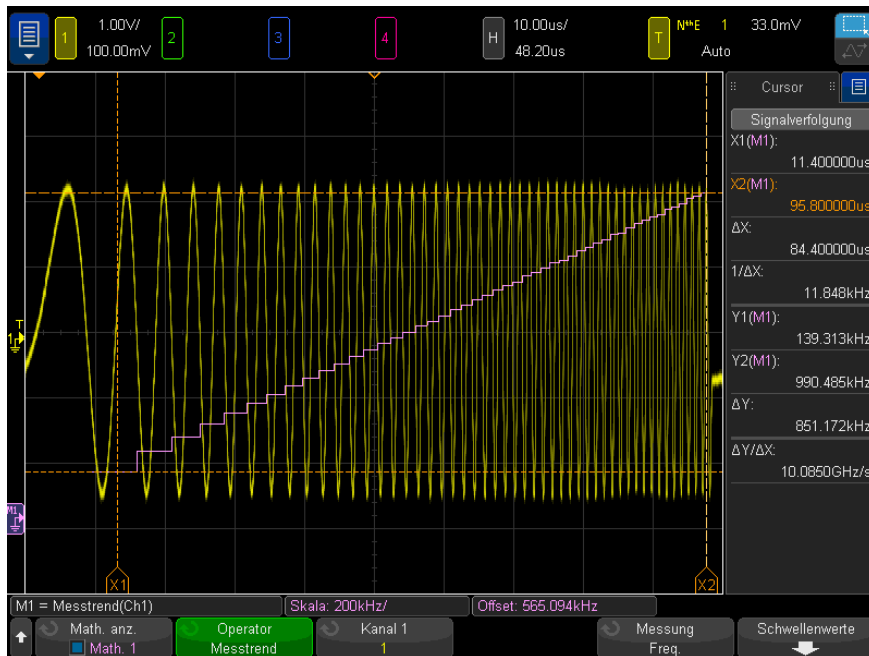 1 1.00V/ 2 3 4 H 10.00us/ T NᵗʰE 1 33.0mV
100.00mV 48.20us Auto
Cursor
Signalverfolgung
X1(M1):
11.400000us
X2(M1):
95.800000us
ΔX:
84.400000us
1/ΔX:
11.848kHz
Y1(M1):
139.313kHz
Y2(M1):
990.485kHz
ΔY:
851.172kHz
ΔY/ΔX:
10.0850GHz/s
T
1
M1
X1 X2
M1 = Messtrend(Ch1) Skala: 200kHz/ Offset: 565.094kHz
Math. anz. Operator Kanal 1 Messung Schwellenwerte
Math. 1 Messtrend 1 Freq.